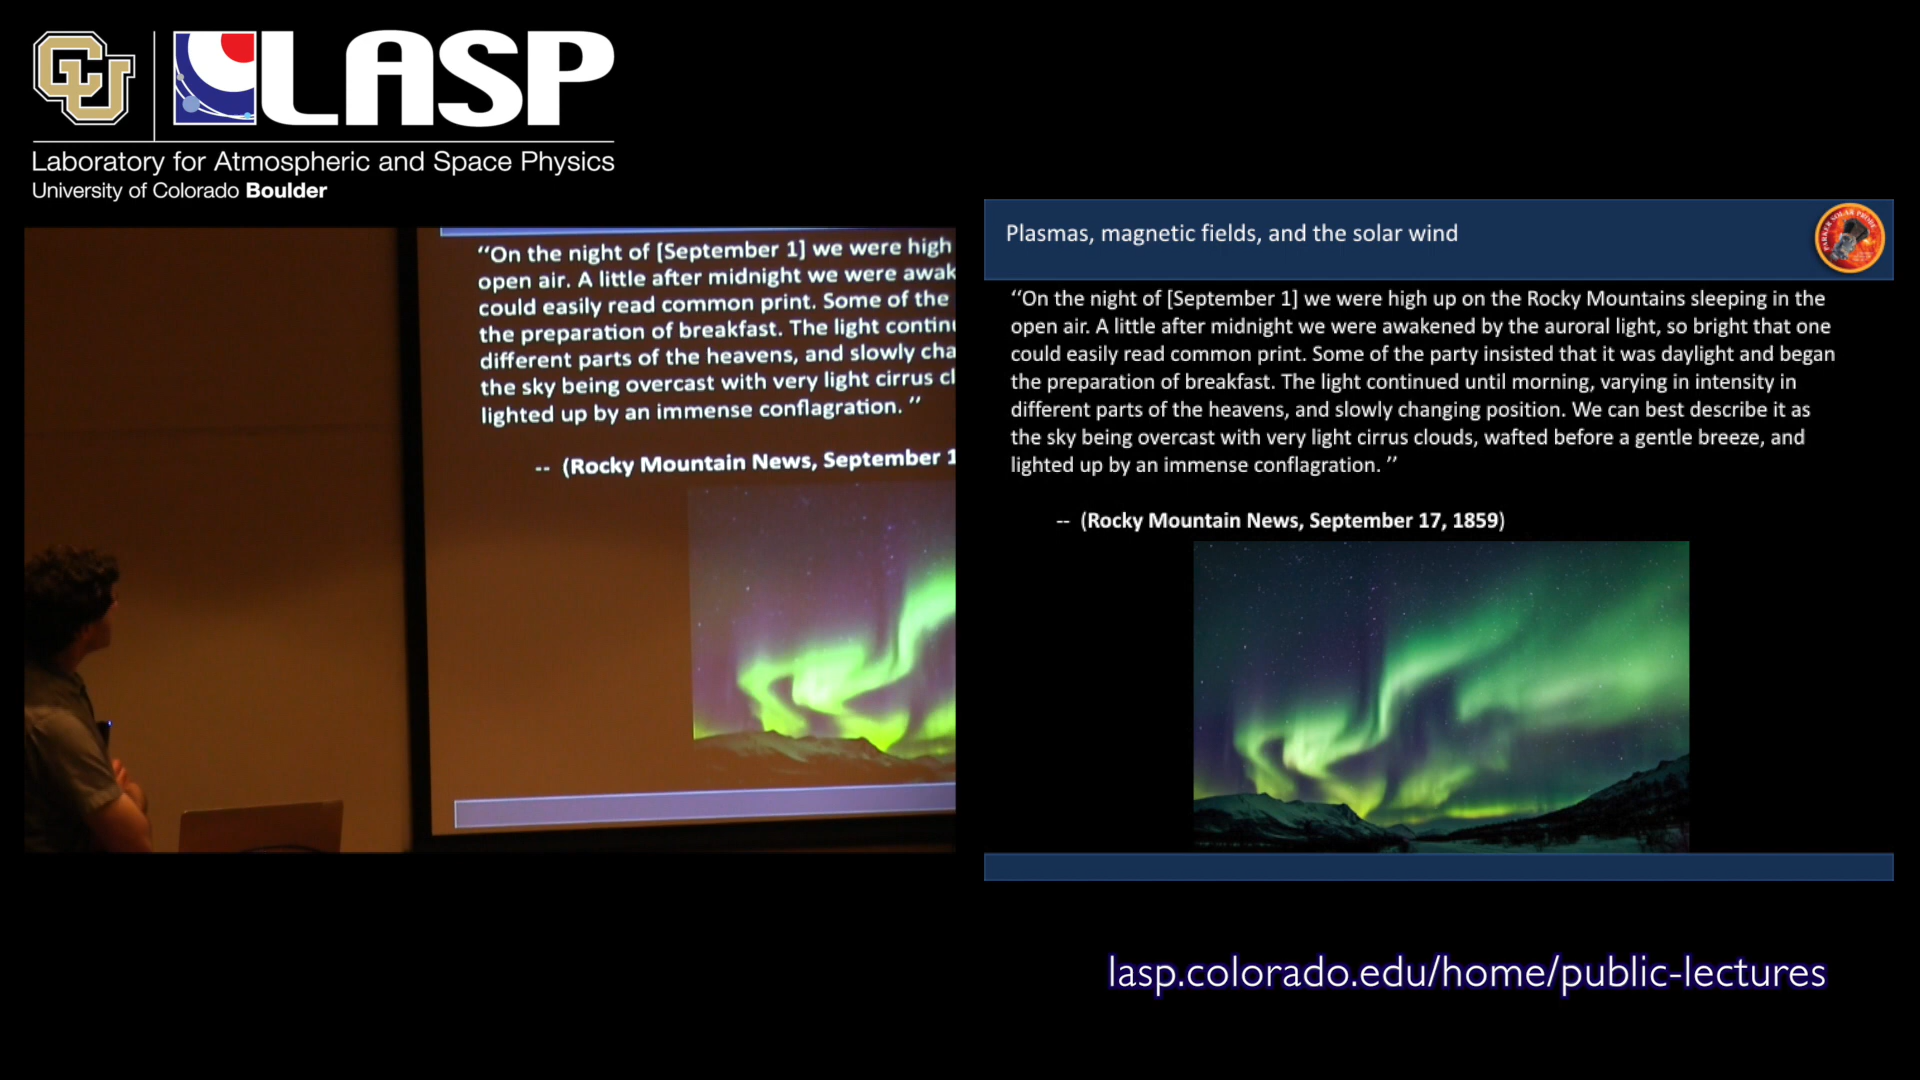 CU
LASP
Laboratory for Atmospheric and Space Physics
University of Colorado Boulder
“On the night of [September 1] we were high
open air. A little after midnight we were awak
could easily read common print. Some of the
the preparation of breakfast. The light continu
different parts of the heavens, and slowly cha
the sky being overcast with very light cirrus cl
lighted up by an immense conflagration. ”
-- (Rocky Mountain News, September 1
Plasmas, magnetic fields, and the solar wind
PARKER SOLAR PROBE
“On the night of [September 1] we were high up on the Rocky Mountains sleeping in the
open air. A little after midnight we were awakened by the auroral light, so bright that one
could easily read common print. Some of the party insisted that it was daylight and began
the preparation of breakfast. The light continued until morning, varying in intensity in
different parts of the heavens, and slowly changing position. We can best describe it as
the sky being overcast with very light cirrus clouds, wafted before a gentle breeze, and
lighted up by an immense conflagration. ”
-- (Rocky Mountain News, September 17, 1859)
lasp.colorado.edu/home/public-lectures